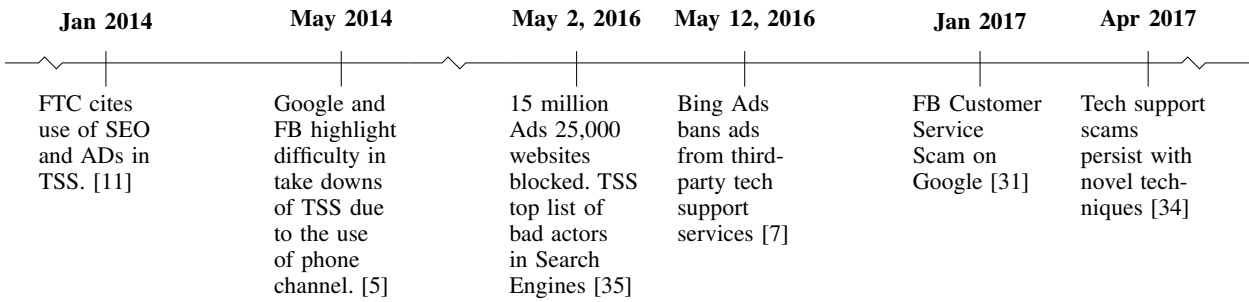 Jan 2014
FTC cites
use of SEO
and ADs in
TSS. [11]
May 2014
Google and
FB highlight
difficulty in
take downs
of TSS due
to the use
of phone
channel. [5]
May 2, 2016
15 million
Ads 25,000
websites
blocked. TSS
top list of
bad actors
in Search
Engines [35]
May 12, 2016
Bing Ads
bans ads
from third-
party tech
support
services [7]
Jan 2017
FB Customer
Service
Scam on
Google [31]
Apr 2017
Tech support
scams
persist with
novel tech-
niques [34]